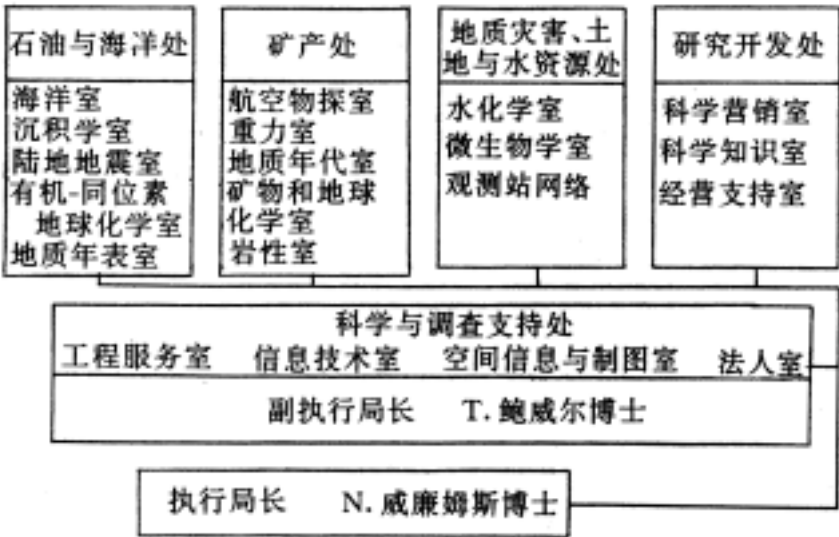 石油与海洋处
海洋室
沉积学室
陆地地震室
有机-同位素
地球化学室
地质年表室
矿产处
航空物探室
重力室
地质年代室
矿物和地球
化学室
岩性室
地质灾害、土
地与水资源处
水化学室
微生物学室
观测站网络
研究开发处
科学营销室
科学知识室
经营支持室
科学与调查支持处
工程服务室 信息技术室 空间信息与制图室 法人室
副执行局长 T. 鲍威尔博士
执行局长 N. 威廉姆斯博士